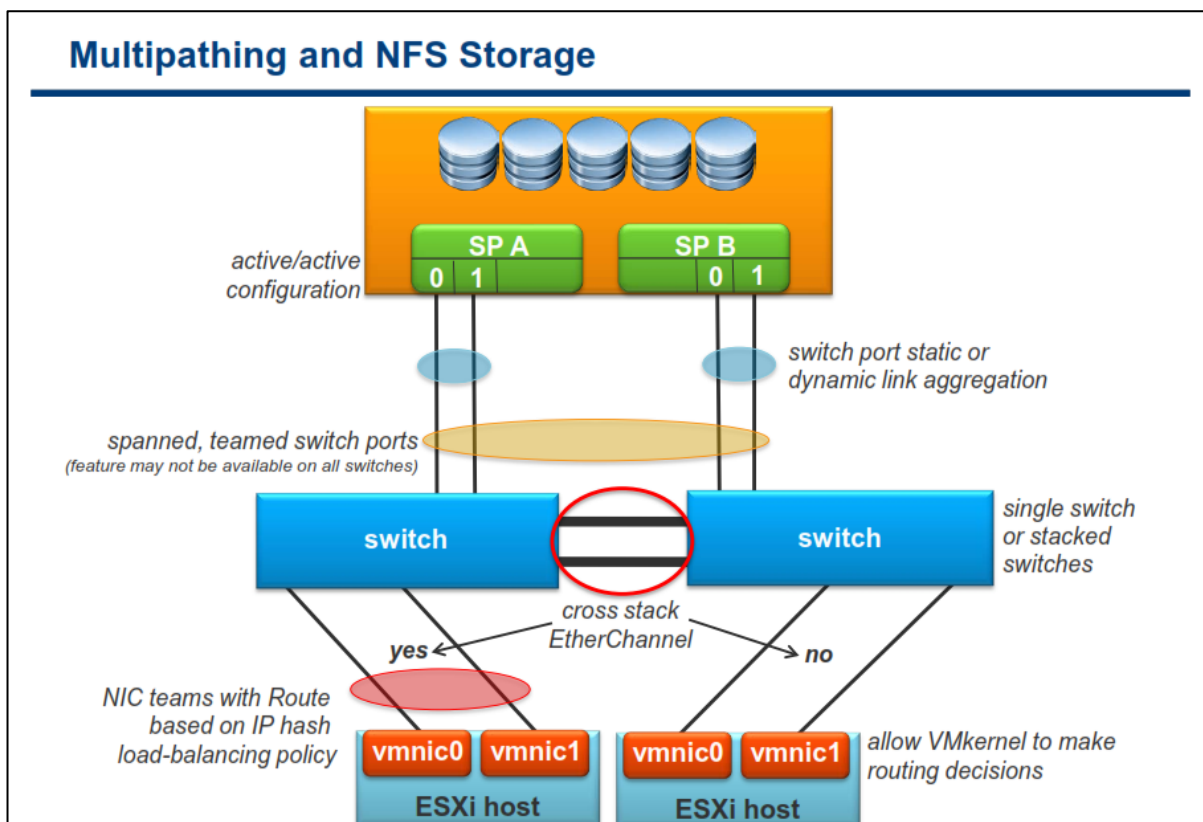 Multipathing and NFS Storage
SP A
SP B
0 1
0 1
active/active
configuration
switch port static or
dynamic link aggregation
spanned, teamed switch ports
(feature may not be available on all switches)
switch
switch
single switch
or stacked
switches
cross stack
EtherChannel
yes
no
NIC teams with Route
based on IP hash
load-balancing policy
vmnic0 vmnic1
vmnic0 vmnic1
allow VMkernel to make
routing decisions
ESXi host
ESXi host